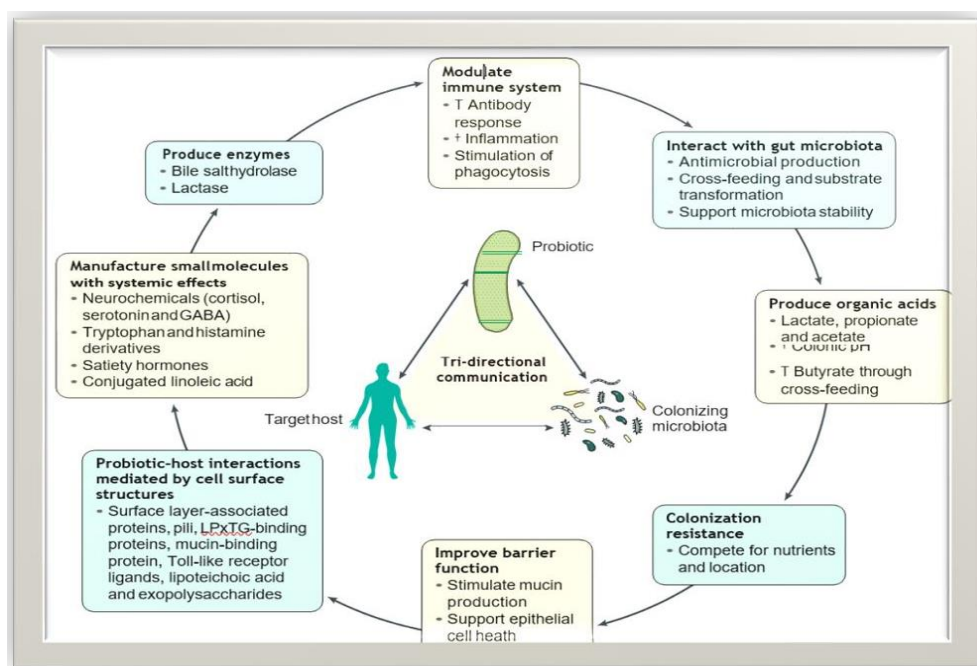 Modulate
immune system
• T Antibody
response
• ꜝ Inflammation
• Stimulation of
phagocytosis
Interact with gut microbiota
• Antimicrobial production
• Cross-feeding and substrate
transformation
• Support microbiota stability
Produce organic acids
• Lactate, propionate
and acetate
• Colonic pH
• T Butyrate through
cross-feeding
Colonization
resistance
• Compete for nutrients
and location
Improve barrier
function
• Stimulate mucin
production
• Support epithelial
cell heath
Probiotic-host interactions
mediated by cell surface
structures
• Surface layer-associated
proteins, pili, LPxTG-binding
proteins, mucin-binding
protein, Toll-like receptor
ligands, lipoteichoic acid
and exopolysaccharides
Manufacture smallmolecules
with systemic effects
• Neurochemicals (cortisol,
serotoninand GABA)
• Tryptophan and histamine
derivatives
• Satiety hormones
• Conjugated linoleic acid
Produce enzymes
• Bile salthydrolase
• Lactase
Probiotic
Tri-directional
communication
Targethost
Colonizing
microbiota